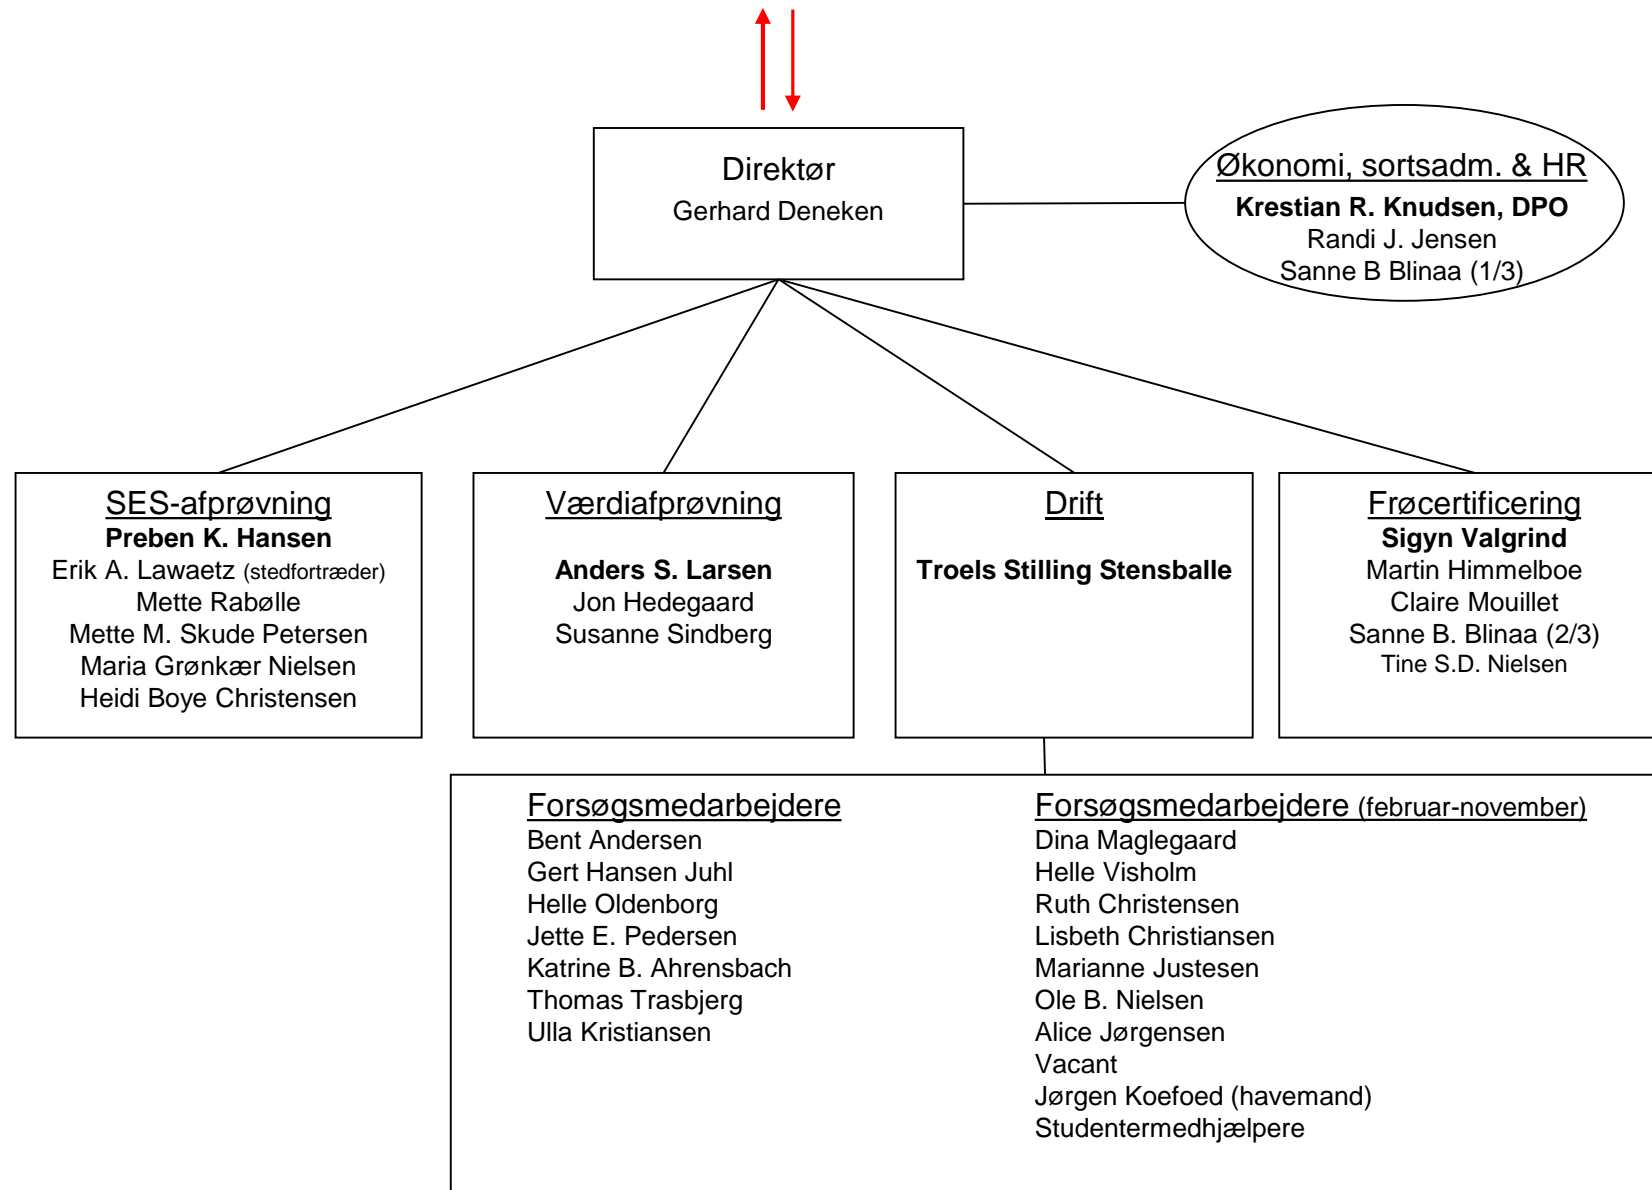 Direktør
Gerhard Deneken
Økonomi, sortsadm. & HR
Krestian R. Knudsen, DPO
Randi J. Jensen
Sanne B Blinaa (1/3)
SES-afprøvning
Preben K. Hansen
Erik A. Lawaetz (stedfortræder)
Mette Rabølle
Mette M. Skude Petersen
Maria Grønkær Nielsen
Heidi Boye Christensen
Værdiafprøvning
Anders S. Larsen
Jon Hedegaard
Susanne Sindberg
Drift
Troels Stilling Stensballe
Frøcertificering
Sigyn Valgrind
Martin Himmelboe
Claire Mouillet
Sanne B. Blinaa (2/3)
Tine S.D. Nielsen
Forsøgsmedarbejdere
Bent Andersen
Gert Hansen Juhl
Helle Oldenborg
Jette E. Pedersen
Katrine B. Ahrensbach
Thomas Trasbjerg
Ulla Kristiansen
Forsøgsmedarbejdere (februar-november)
Dina Maglegaard
Helle Visholm
Ruth Christensen
Lisbeth Christiansen
Marianne Justesen
Ole B. Nielsen
Alice Jørgensen
Vacant
Jørgen Koefoed (havemand)
Studentermedhjælpere